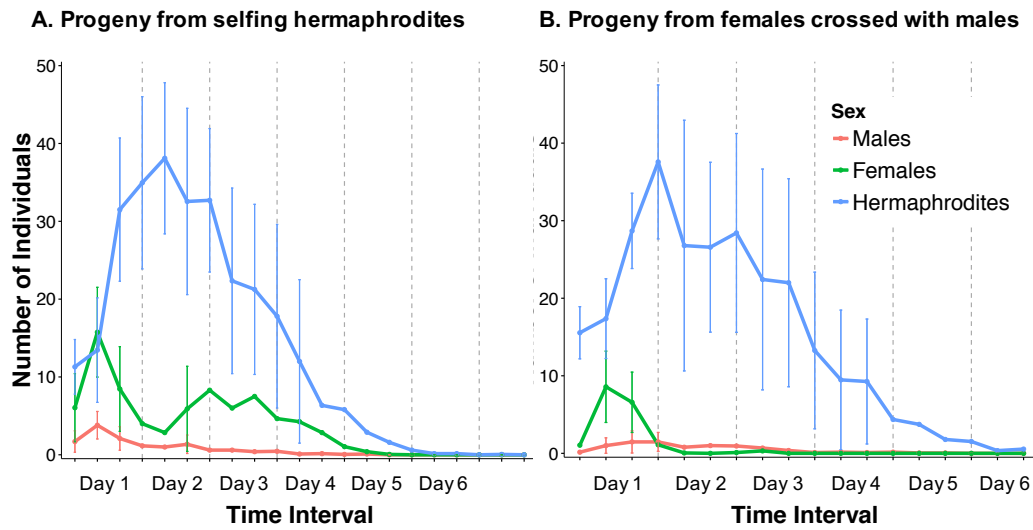 A. Progeny from selfing hermaphrodites
B. Progeny from females crossed with males
Number of Individuals
50
40
30
20
10
0
Day 1 Day 2 Day 3 Day 4 Day 5 Day 6
Time Interval
50
40
30
20
10
0
Sex
Males
Females
Hermaphrodites
Day 1 Day 2 Day 3 Day 4 Day 5 Day 6
Time Interval